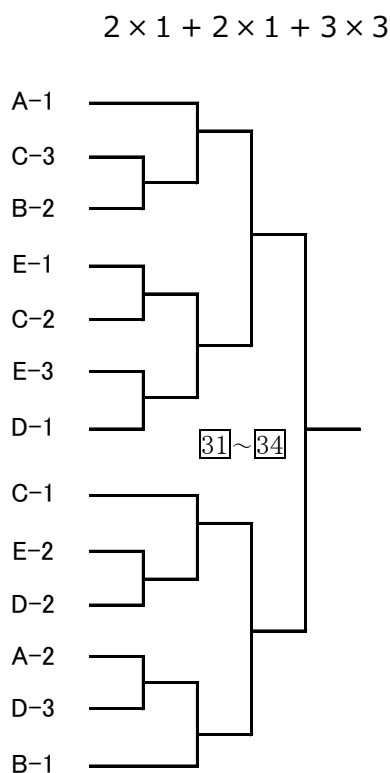 2×1+2×1+3×3
A-1
C-3
B-2
E-1
C-2
E-3
D-1
31~34
C-1
E-2
D-2
A-2
D-3
B-1